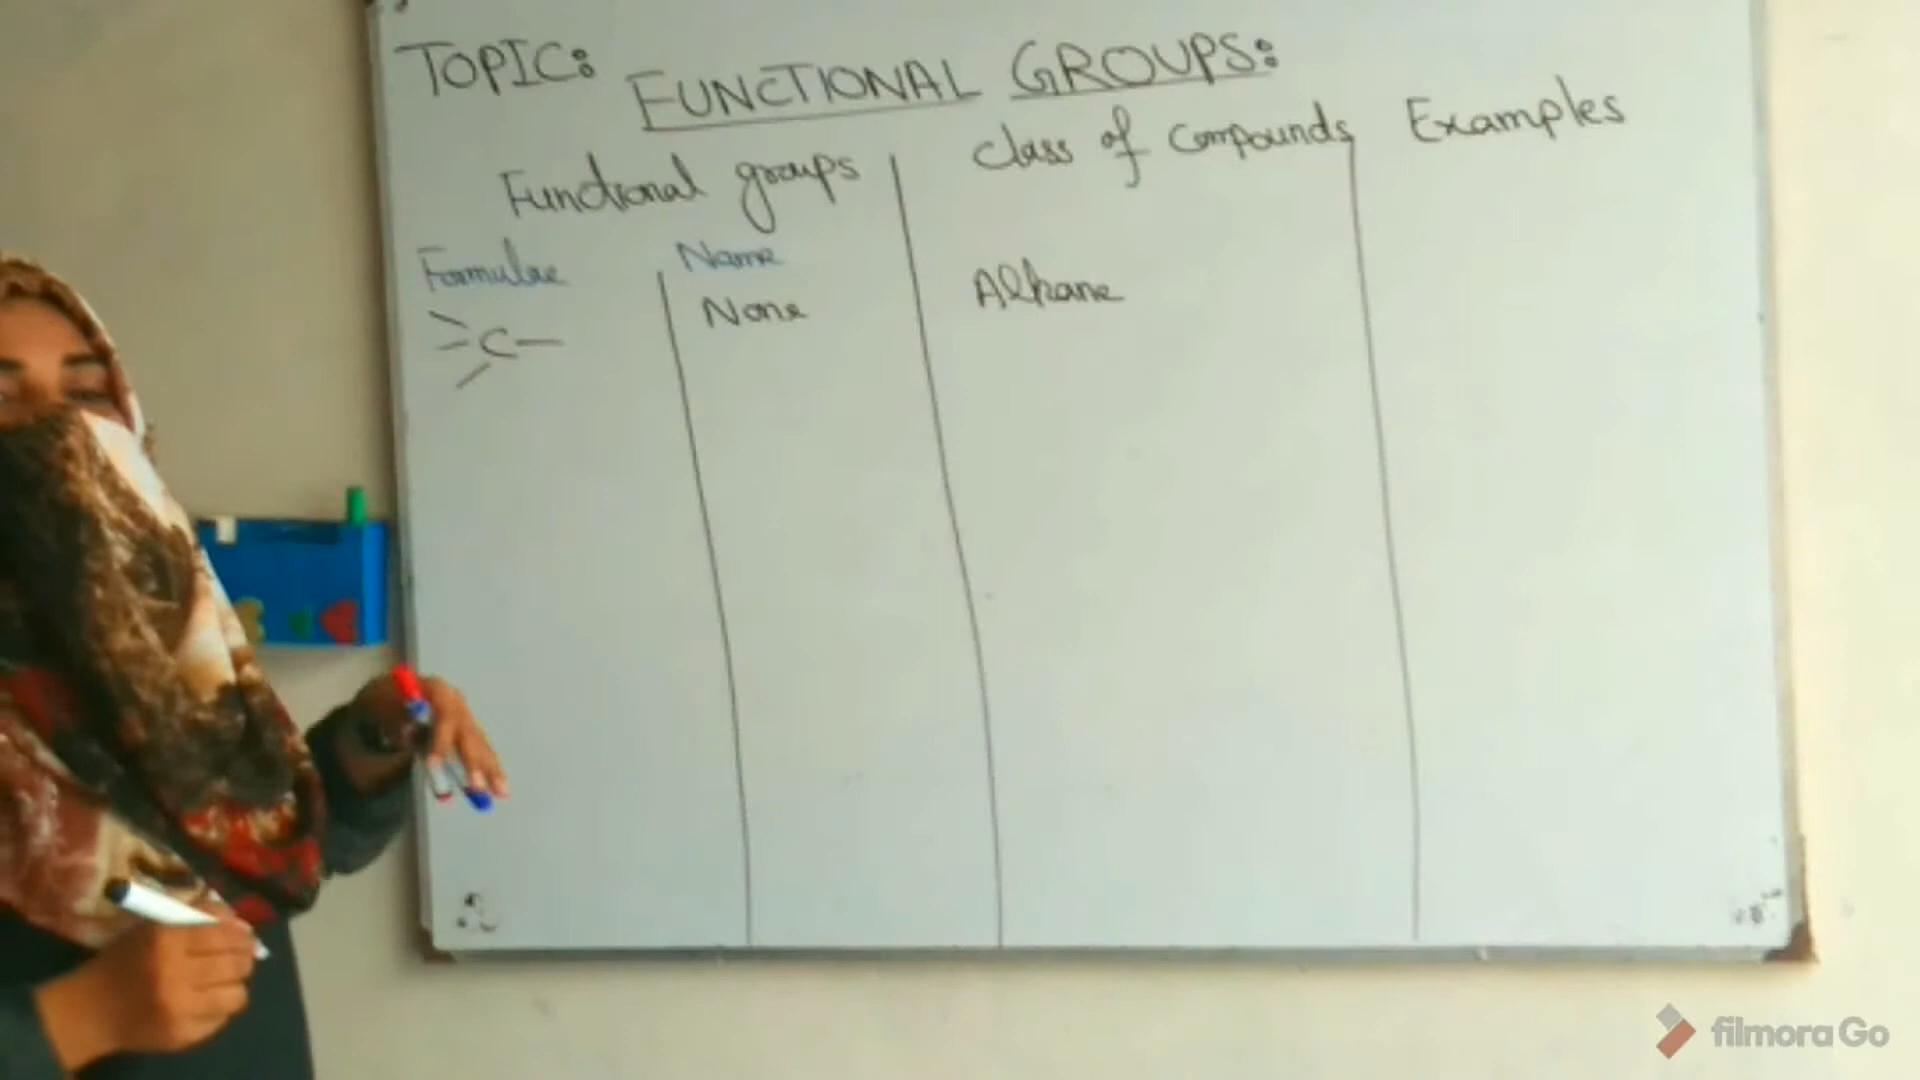 TOPIC: FUNCTIONAL GROUPS:
Functional groups
Class of Compounds
Examples
Formulae
Name
C
None
Alkane
filmora Go